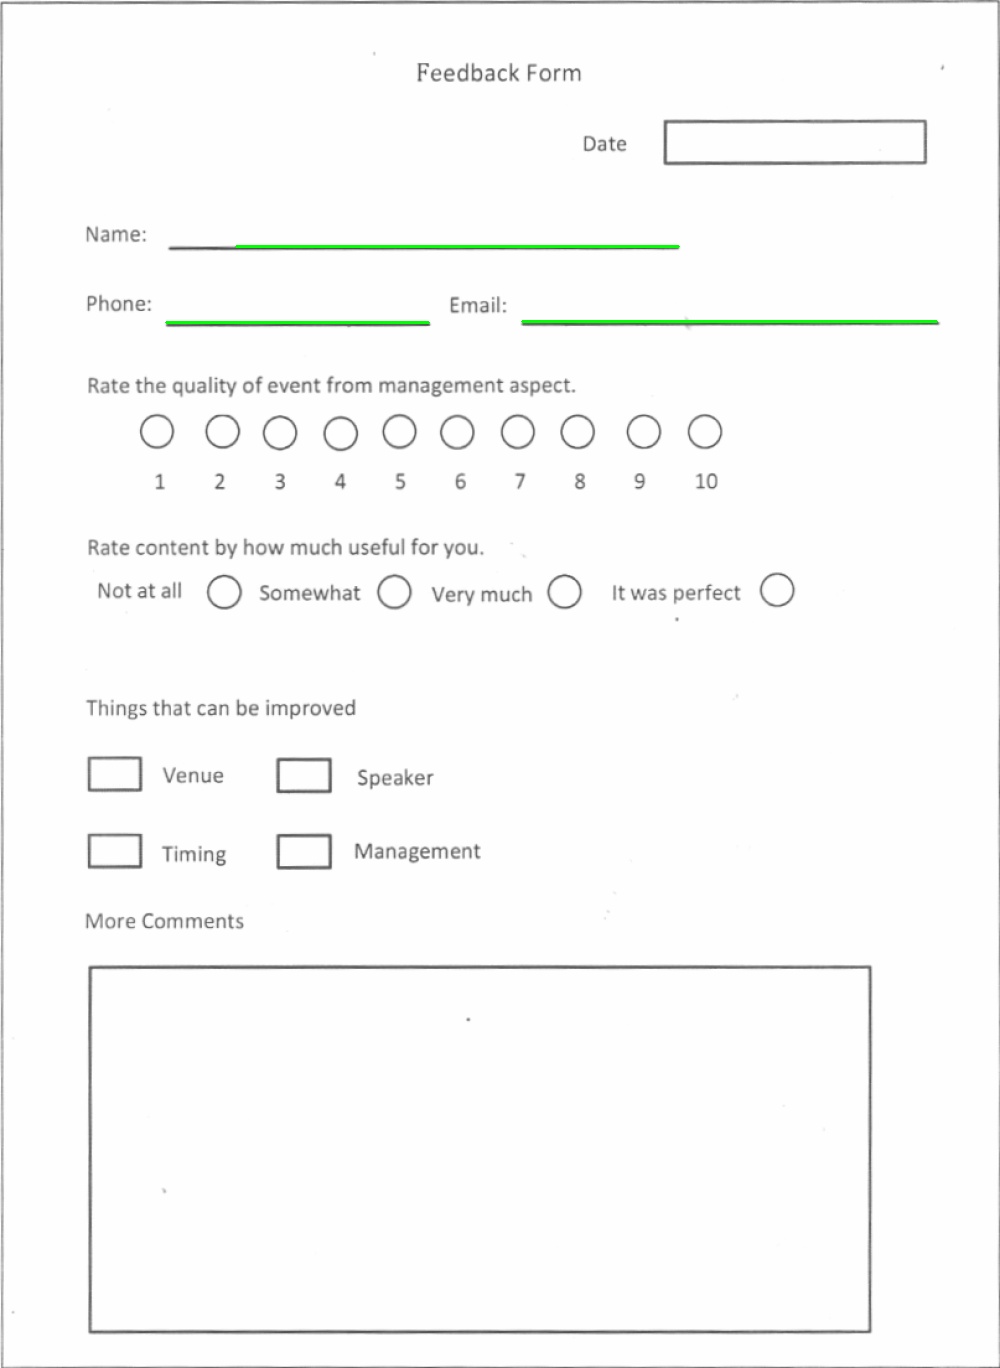 Feedback Form
Date
Name:
Phone: Email:
Rate the quality of event from management aspect.
1 2 3 4 5 6 7 8 9 10
Rate content by how much useful for you.
Not at all Somewhat Very much It was perfect
Things that can be improved
Venue Speaker
Timing Management
More Comments